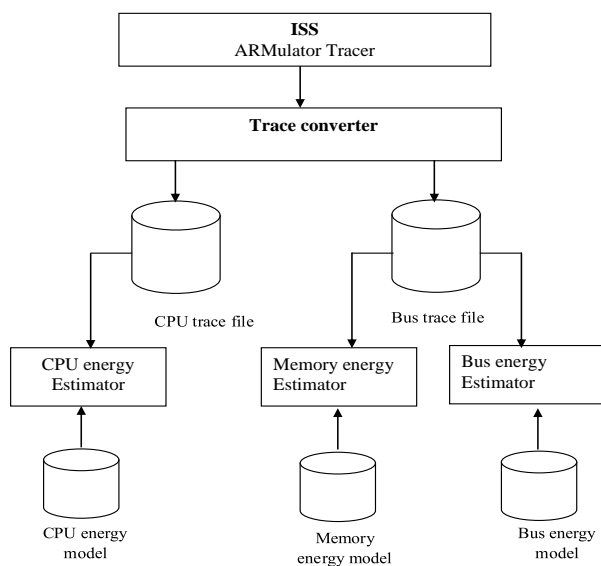 ISS
ARMulator Tracer
Trace converter
CPU trace file
Bus trace file
CPU energy
Estimator
Memory energy
Estimator
Bus energy
Estimator
CPU energy
model
Memory
energy model
Bus energy
model